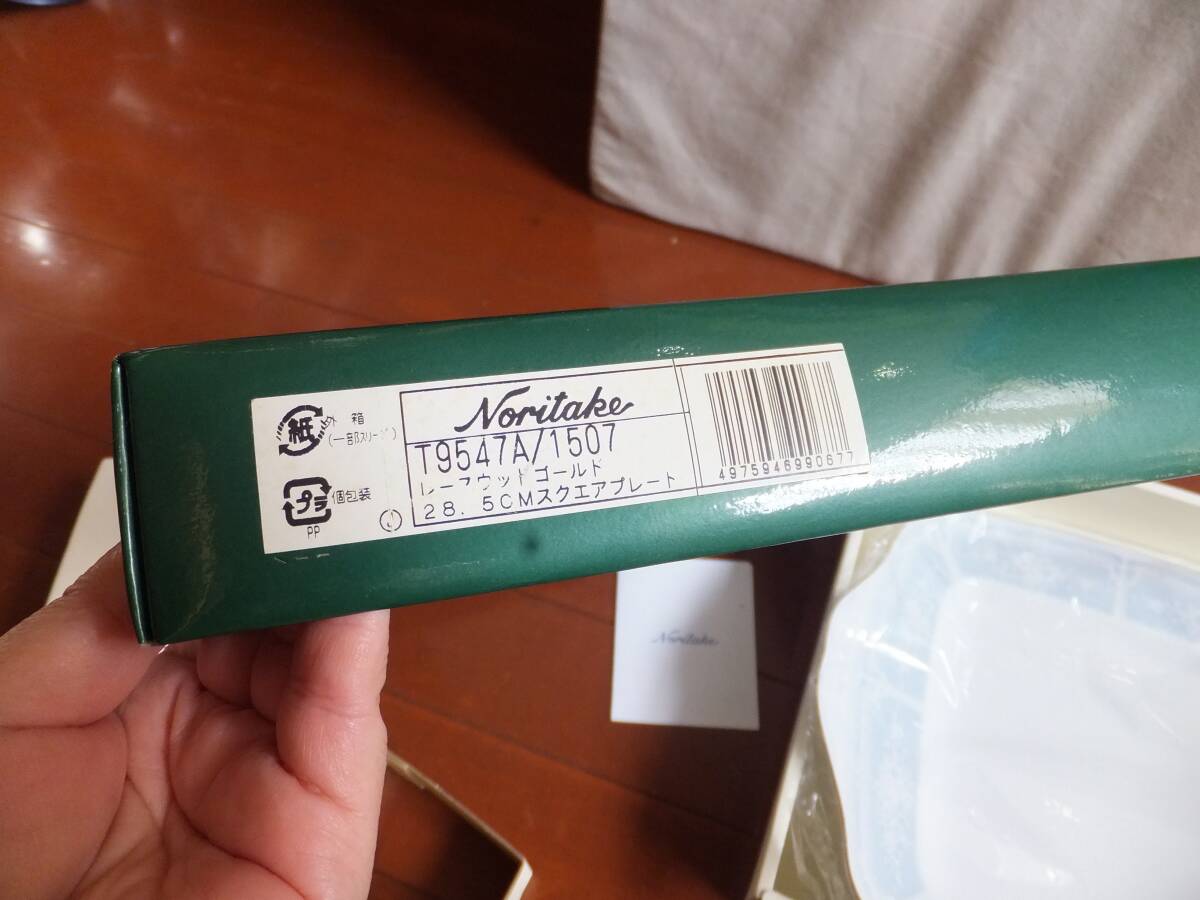 紙
外箱
(一部スリーブ)
プラ
個包装
PP
Noritake
T9547A/1507
レースウッドゴールド
28.5CMスクエアプレート
4975946990677
Noritake